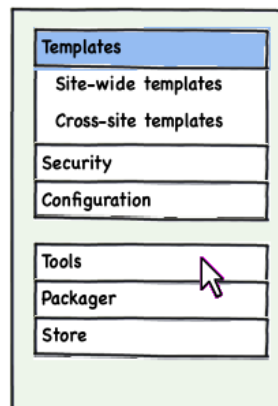 Templates
Site-wide templates
Cross-site templates
Security
Configuration
Tools
Packager
Store